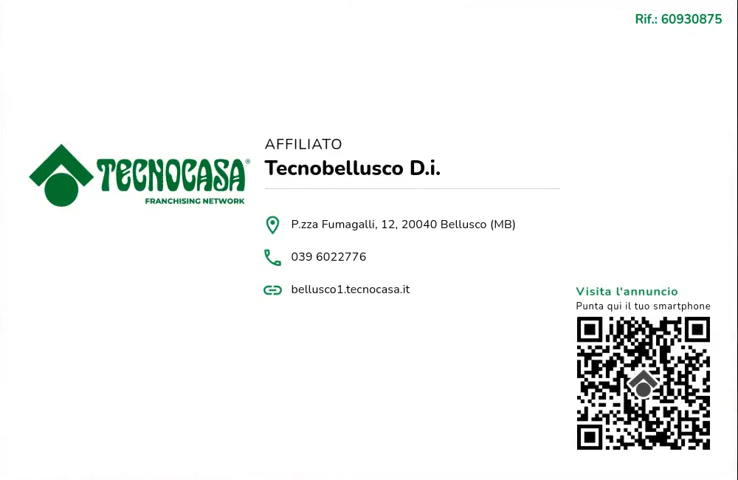 Rif.: 60930875
AFFILIATO
Tecnobellusco D.i.
TECNOCASA®
FRANCHISING NETWORK
P.zza Fumagalli, 12, 20040 Bellusco (MB)
039 6022776
bellusco1.tecnocasa.it
Visita l'annuncio
Punta qui il tuo smartphone